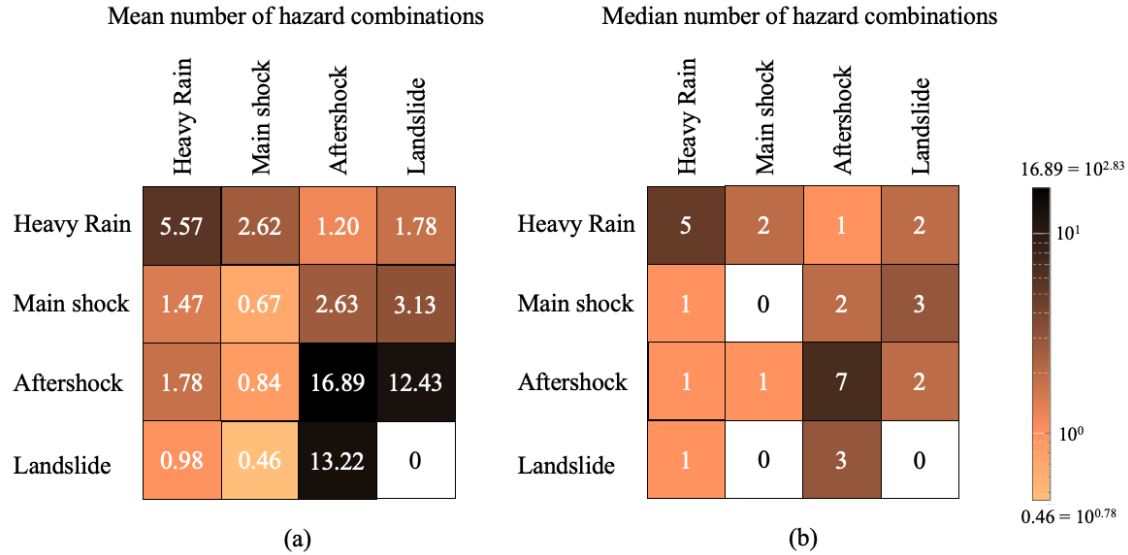 Mean number of hazard combinations
Median number of hazard combinations
Heavy Rain
Main shock
Aftershock
Landslide
Heavy Rain
Main shock
Aftershock
Landslide
Heavy Rain 5.57 2.62 1.20 1.78
Main shock 1.47 0.67 2.63 3.13
Aftershock 1.78 0.84 16.89 12.43
Landslide 0.98 0.46 13.22 0
(a)
Heavy Rain 5 2 1 2
Main shock 1 0 2 3
Aftershock 1 1 7 2
Landslide 1 0 3 0
(b)
16.89 = 10^2.83
10^1
10^0
0.46 = 10^0.78